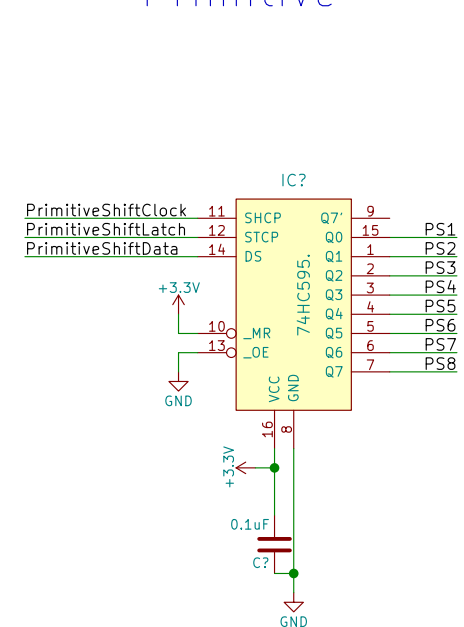 Primitive
IC?
PrimitiveShiftClock 11 SHCP Q7' 9
PrimitiveShiftLatch 12 STCP Q0 15 PS1
PrimitiveShiftData 14 DS Q1 1 PS2
Q2 2 PS3
+3.3V Q3 3 PS4
74HC595.
Q4 4 PS5
10 _MR Q5 5 PS6
13 _OE Q6 6 PS7
Q7 7 PS8
GND
VCC GND
16 8
+3.3V
0.1uF
C?
GND